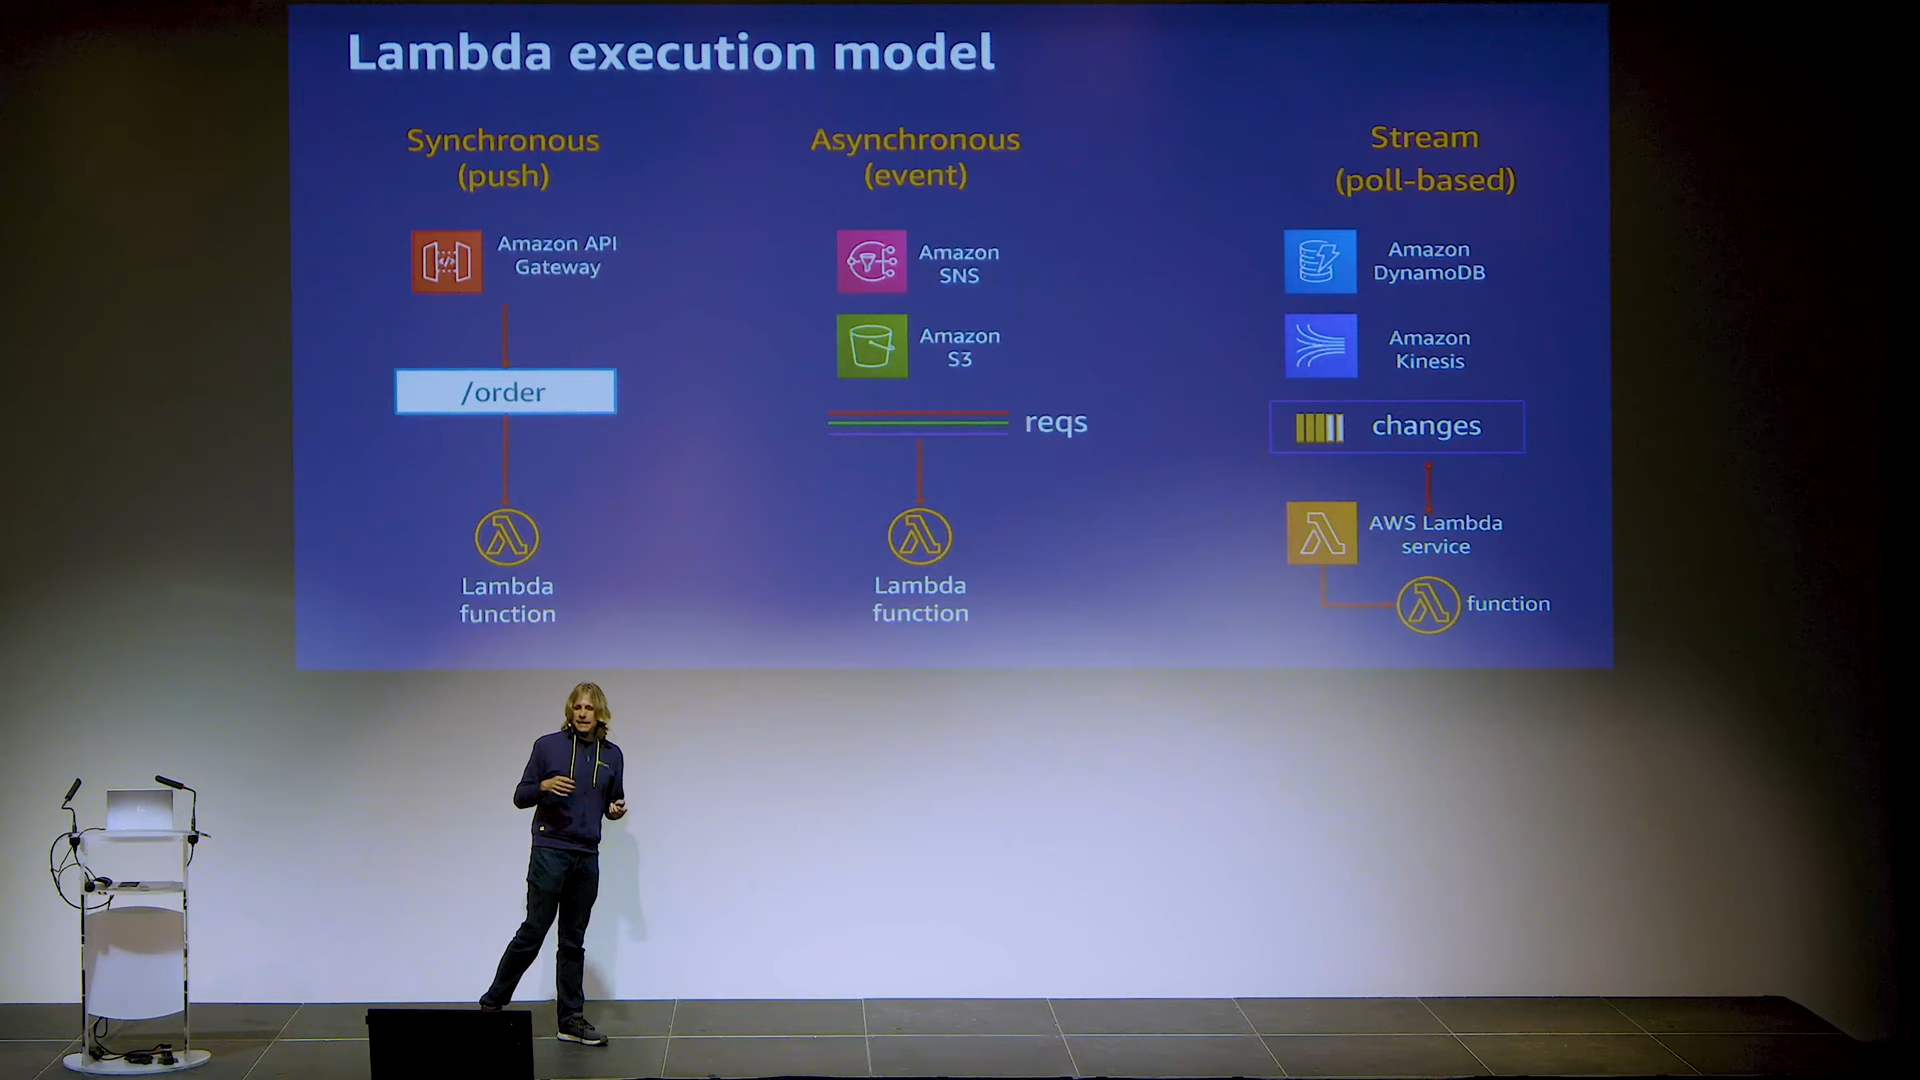 Lambda execution model
Synchronous
(push)
Amazon API
Gateway
/order
Lambda
function
Asynchronous
(event)
Amazon
SNS
Amazon
S3
reqs
Lambda
function
Stream
(poll-based)
Amazon
DynamoDB
Amazon
Kinesis
changes
AWS Lambda
service
function